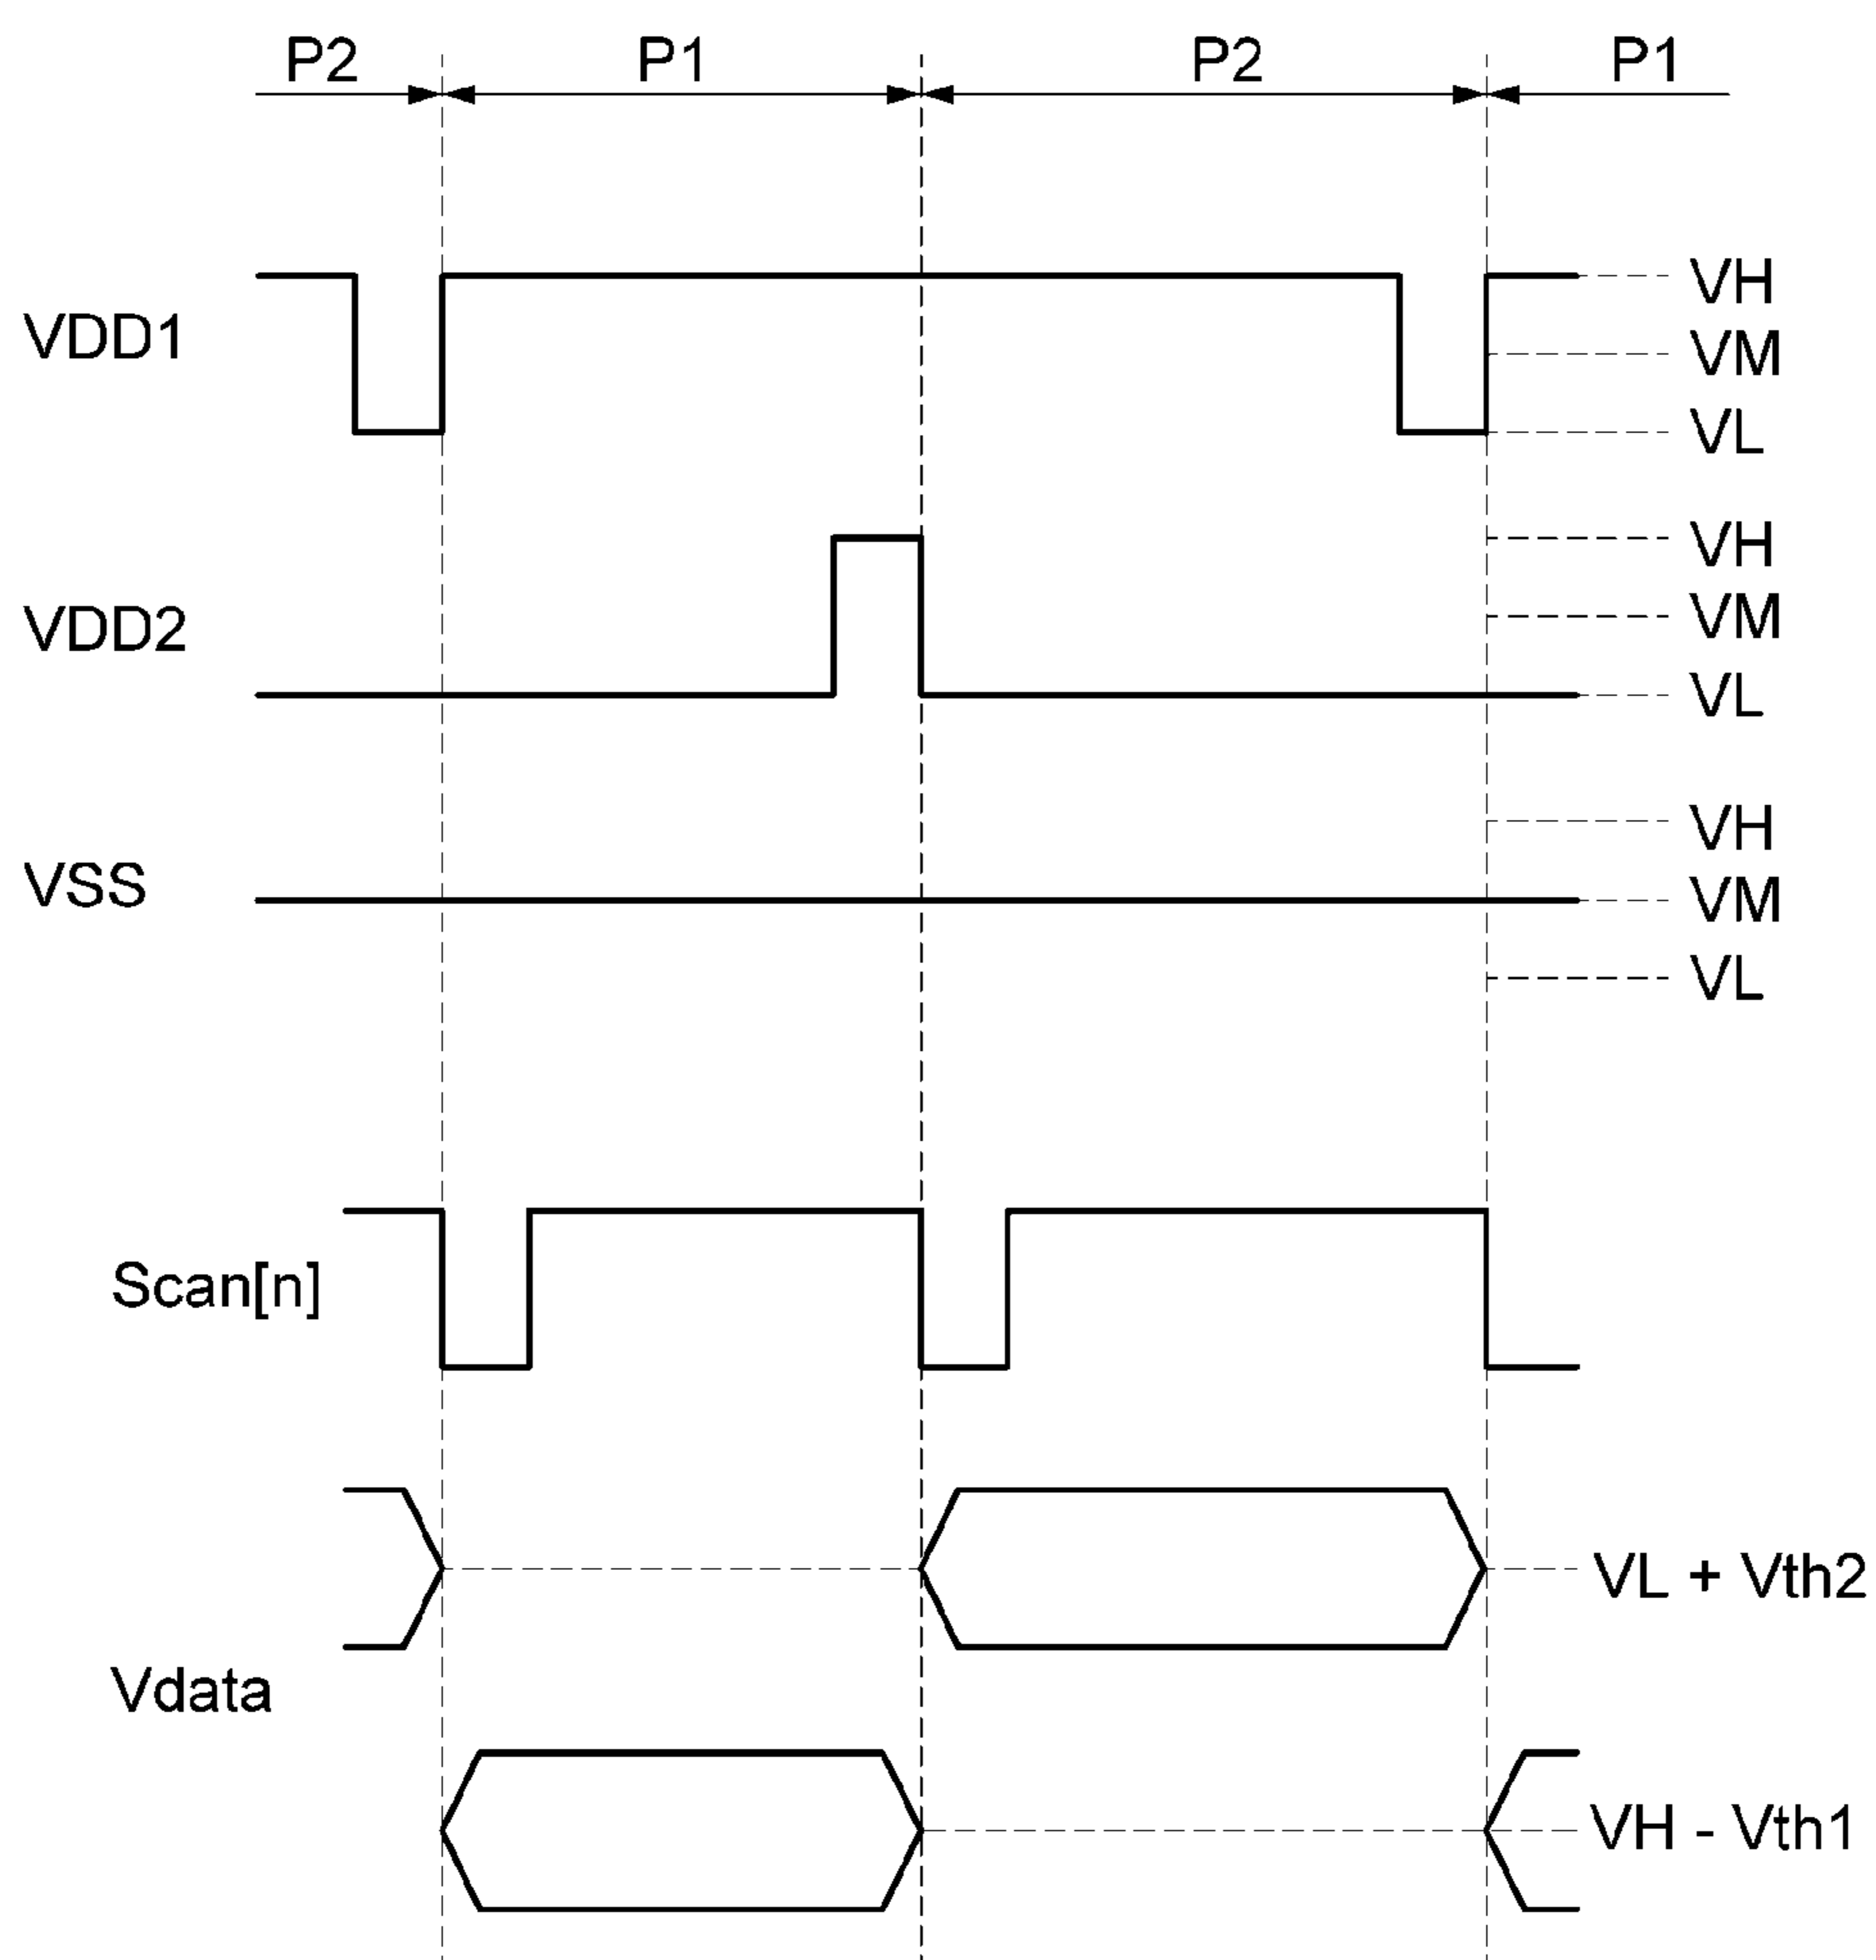 P2 P1 P2 P1
VH
VDD1
VM
VL
VH
VDD2
VM
VL
VH
VSS
VM
VL
Scan[n]
VL + Vth2
Vdata
VH - Vth1